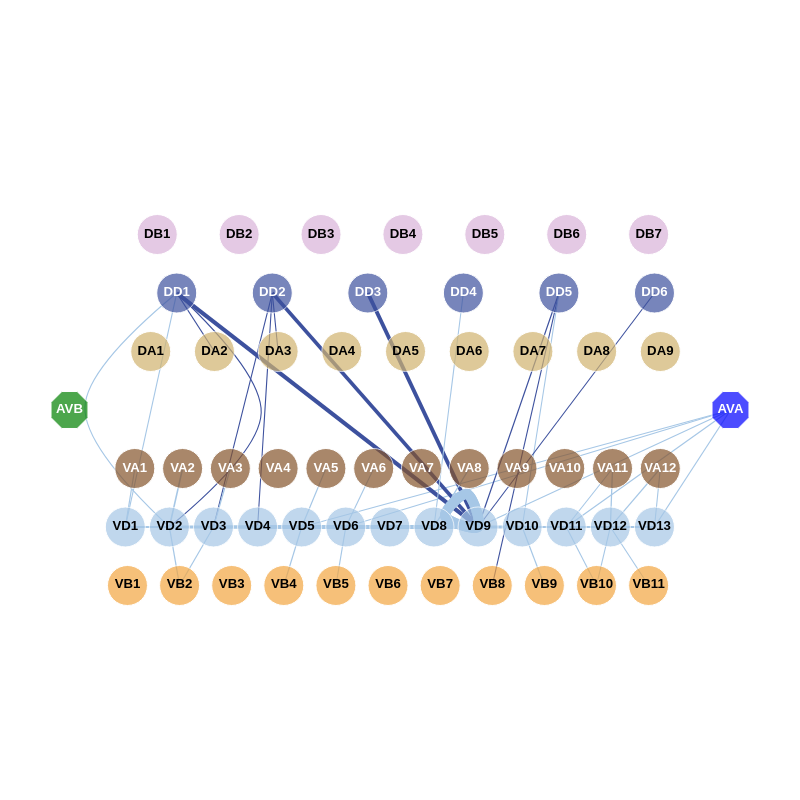 DB1 DB2 DB3 DB4 DB5 DB6 DB7
DD1 DD2 DD3 DD4 DD5 DD6
DA1 DA2 DA3 DA4 DA5 DA6 DA7 DA8 DA9
AVB AVA
VA1 VA2 VA3 VA4 VA5 VA6 VA7 VA8 VA9 VA10 VA11 VA12
VD1 VD2 VD3 VD4 VD5 VD6 VD7 VD8 VD9 VD10 VD11 VD12 VD13
VB1 VB2 VB3 VB4 VB5 VB6 VB7 VB8 VB9 VB10 VB11